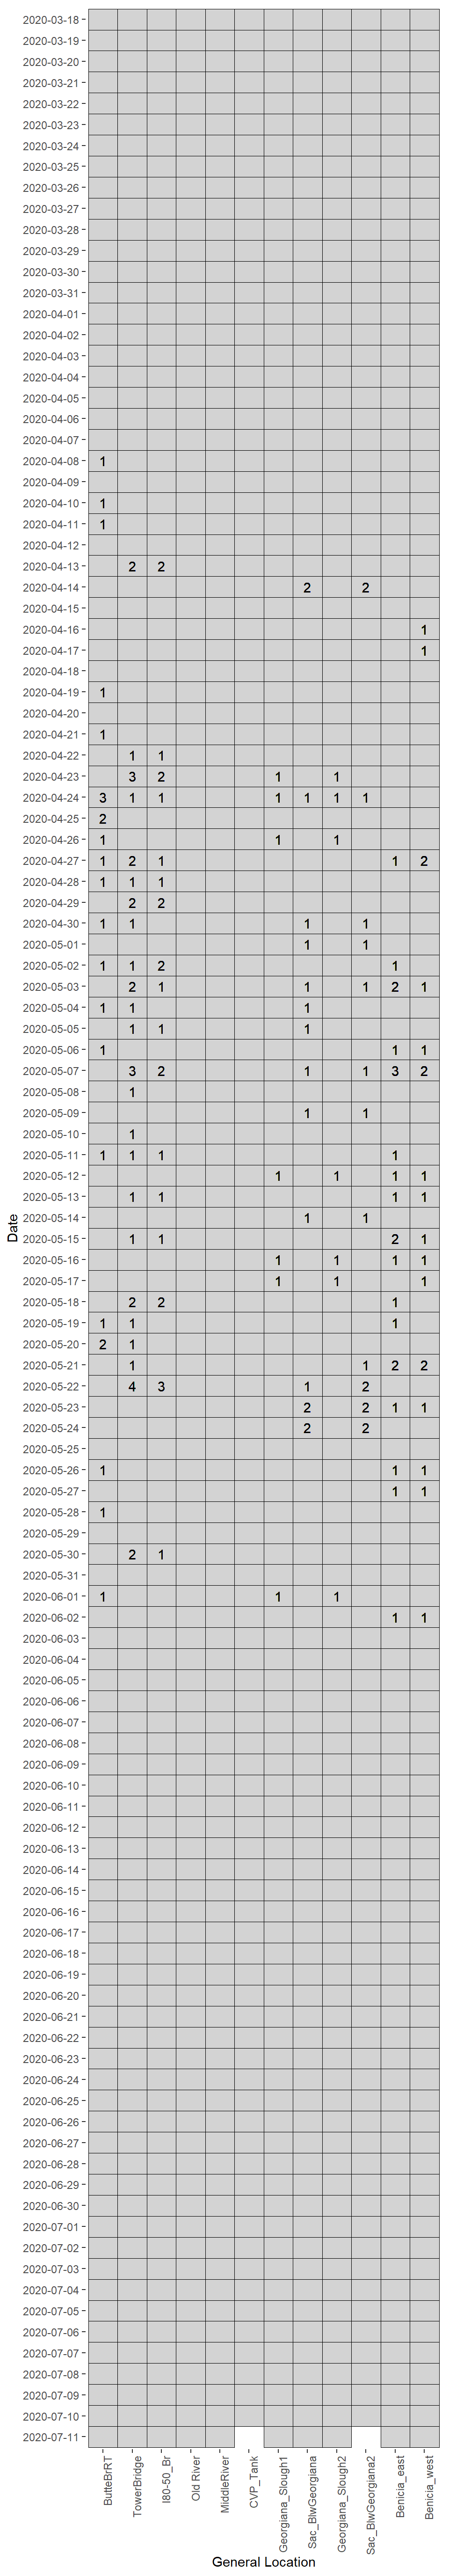 2020-03-18
2020-03-19
2020-03-20
2020-03-21
2020-03-22
2020-03-23
2020-03-24
2020-03-25
2020-03-26
2020-03-27
2020-03-28
2020-03-29
2020-03-30
2020-03-31
2020-04-01
2020-04-02
2020-04-03
2020-04-04
2020-04-05
2020-04-06
2020-04-07
2020-04-08 1
2020-04-09
2020-04-10 1
2020-04-11 1
2020-04-12
2020-04-13 2 2
2020-04-14 2 2
2020-04-15
2020-04-16 1
2020-04-17 1
2020-04-18
2020-04-19 1
2020-04-20
2020-04-21 1
2020-04-22 1 1
2020-04-23 3 2 1 1
2020-04-24 3 1 1 1 1 1 1
2020-04-25 2
2020-04-26 1 1 1
2020-04-27 1 2 1 1 2
2020-04-28 1 1 1
2020-04-29 2 2
2020-04-30 1 1 1 1
2020-05-01 1 1
2020-05-02 1 1 2 1
2020-05-03 2 1 1 1 2 1
2020-05-04 1 1 1
2020-05-05 1 1 1
2020-05-06 1 1 1
2020-05-07 3 2 1 1 3 2
2020-05-08 1
2020-05-09 1 1
2020-05-10 1
2020-05-11 1 1 1 1
2020-05-12 1 1 1 1
2020-05-13 1 1 1 1
2020-05-14 1 1
2020-05-15 1 1 2 1
2020-05-16 1 1 1 1
2020-05-17 1 1 1
2020-05-18 2 2 1
2020-05-19 1 1 1
2020-05-20 2 1
2020-05-21 1 1 2 2
2020-05-22 4 3 1 2
2020-05-23 2 2 1 1
2020-05-24 2 2
2020-05-25
2020-05-26 1 1 1
2020-05-27 1 1
2020-05-28 1
2020-05-29
2020-05-30 2 1
2020-05-31
2020-06-01 1 1 1
2020-06-02 1 1
2020-06-03
2020-06-04
2020-06-05
2020-06-06
2020-06-07
2020-06-08
2020-06-09
2020-06-10
2020-06-11
2020-06-12
2020-06-13
2020-06-14
2020-06-15
2020-06-16
2020-06-17
2020-06-18
2020-06-19
2020-06-20
2020-06-21
2020-06-22
2020-06-23
2020-06-24
2020-06-25
2020-06-26
2020-06-27
2020-06-28
2020-06-29
2020-06-30
2020-07-01
2020-07-02
2020-07-03
2020-07-04
2020-07-05
2020-07-06
2020-07-07
2020-07-08
2020-07-09
2020-07-10
2020-07-11
Date
ButteBrRT
TowerBridge
I80-50_Br
Old River
MiddleRiver
CVP_Tank
Georgiana_Slough1
Sac_BlwGeorgiana
Georgiana_Slough2
Sac_BlwGeorgiana2
Benicia_east
Benicia_west
General Location